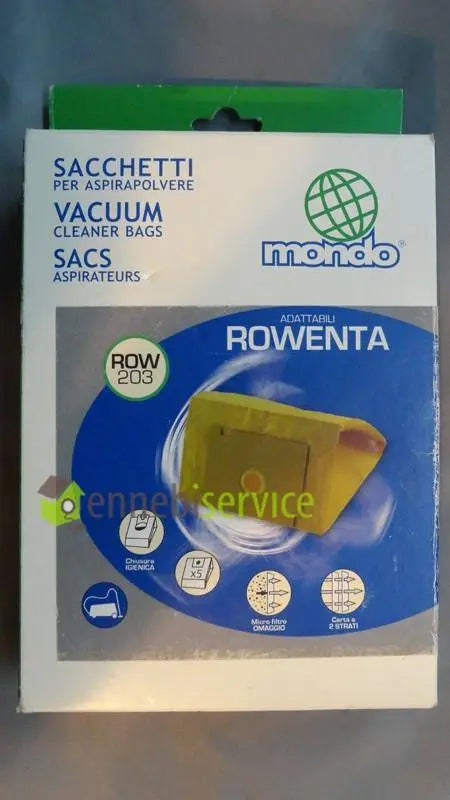 SACCHETTI
PER ASPIRAPOLVERE
VACUUM
CLEANER BAGS
SACS
ASPIRATEURS
mondo®
ADATTABILI
ROWENTA
ROW
203
ennebiservice
Chiusura
IGIENICA
x5
Micro filtro
OMAGGIO
Carta a
2 STRATI